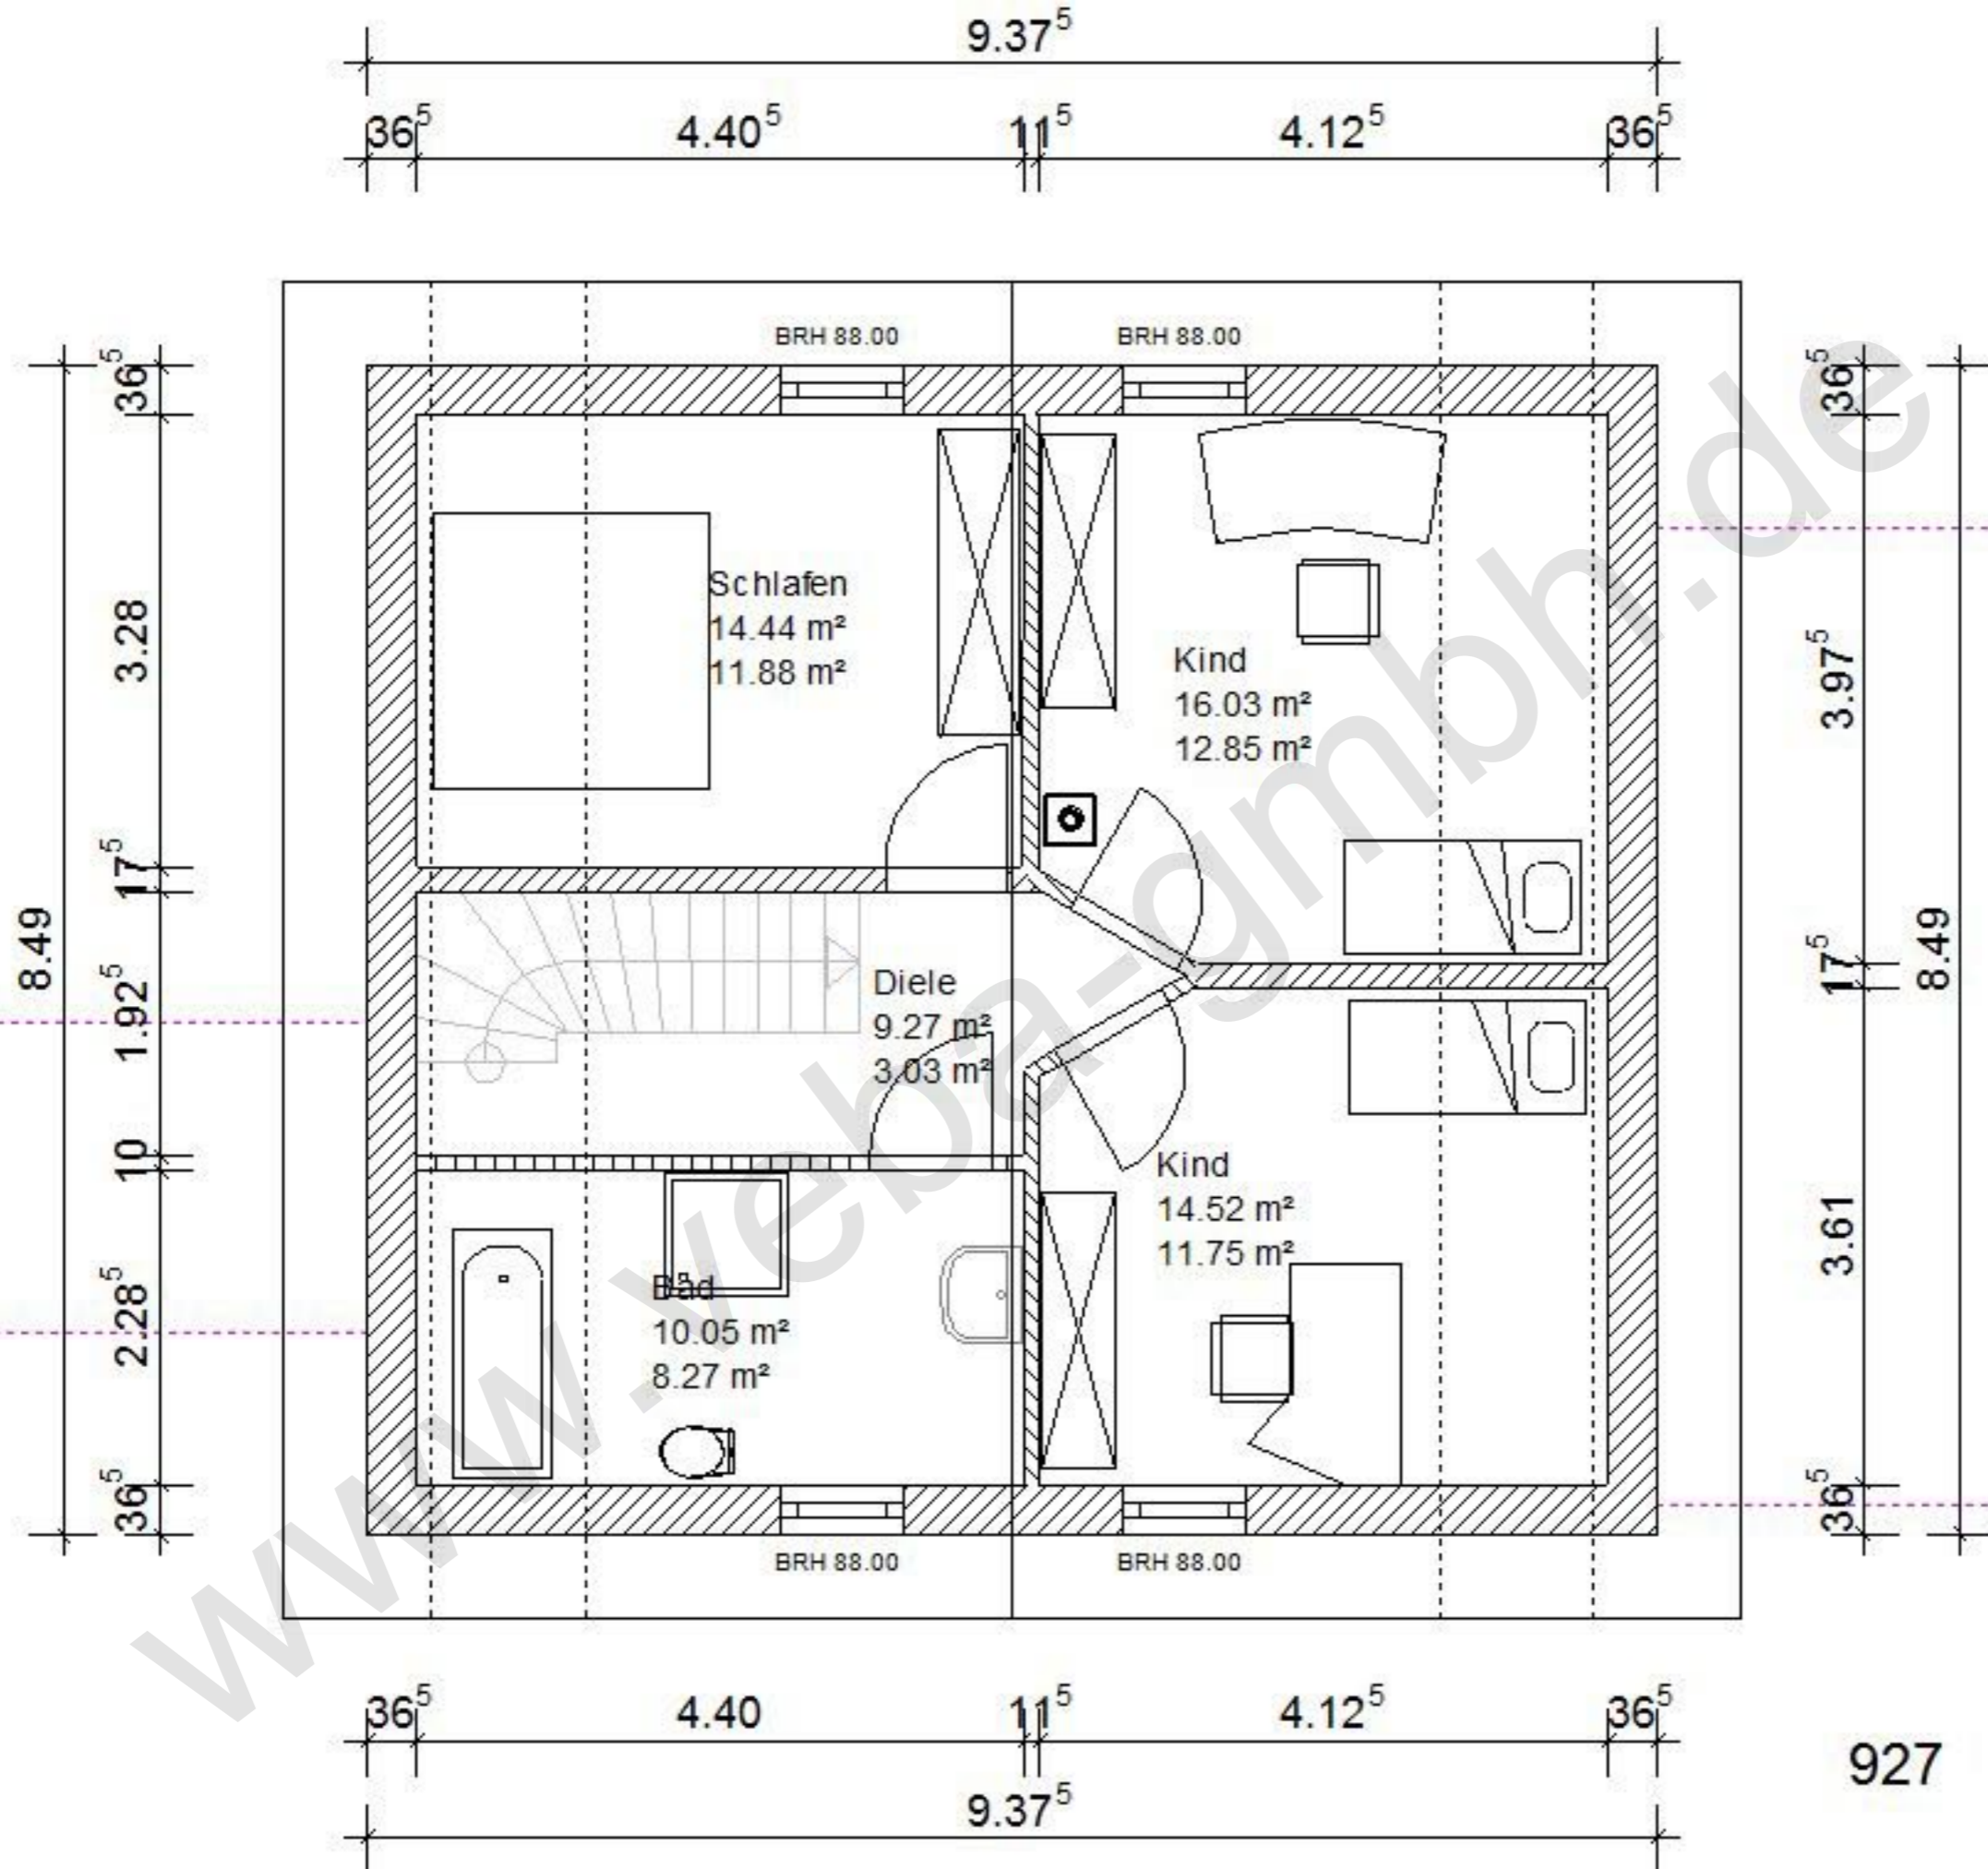 9.37⁵
36⁵ 4.40⁵ 11⁵ 4.12⁵ 36⁵
BRH 88.00 BRH 88.00
36⁵
3.28
17⁵
1.92⁵
10
2.28⁵
36⁵
8.49
Schlafen
14.44 m²
11.88 m²
Kind
16.03 m²
12.85 m²
Diele
9.27 m²
3.03 m²
Kind
14.52 m²
11.75 m²
Bad
10.05 m²
8.27 m²
36⁵
3.97⁵
17⁵
3.61
36⁵
8.49
BRH 88.00 BRH 88.00
36⁵ 4.40 11⁵ 4.12⁵ 36⁵
9.37⁵
927
www.veba-gmbh.de